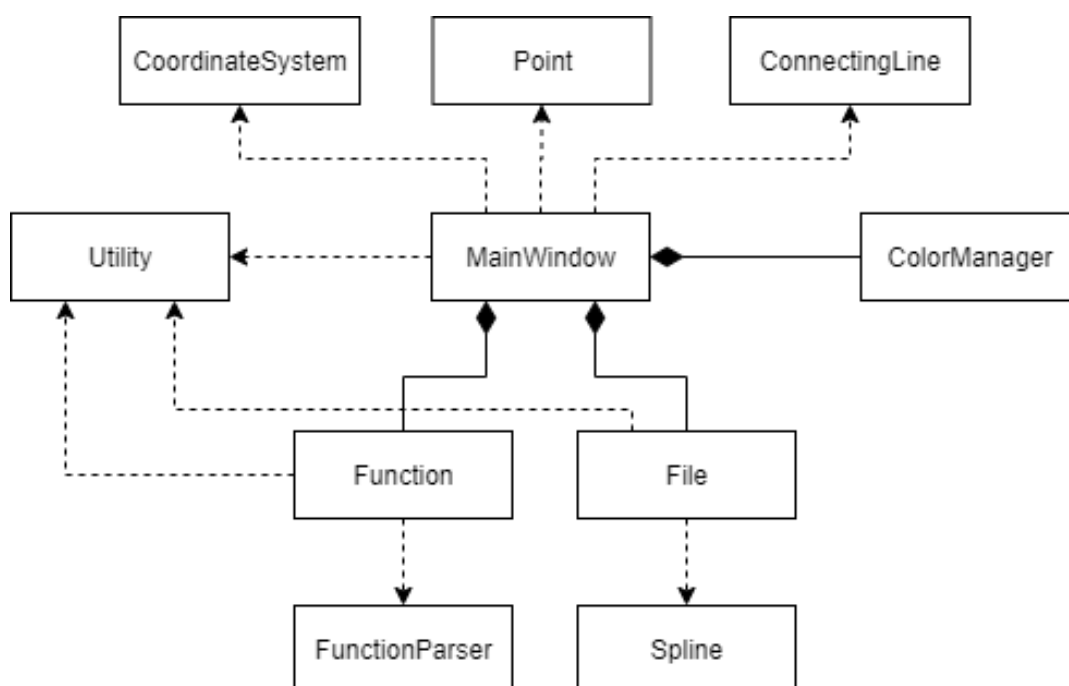 CoordinateSystem
Point
ConnectingLine
Utility
MainWindow
ColorManager
Function
File
FunctionParser
Spline